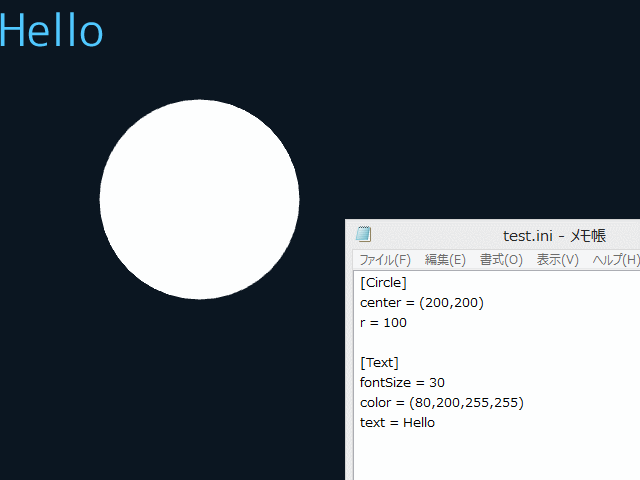 Hello
test.ini - メモ帳
ファイル(F) 編集(E) 書式(O) 表示(V) ヘルプ(H)
[Circle]
center = (200,200)
r = 100
[Text]
fontSize = 30
color = (80,200,255,255)
text = Hello